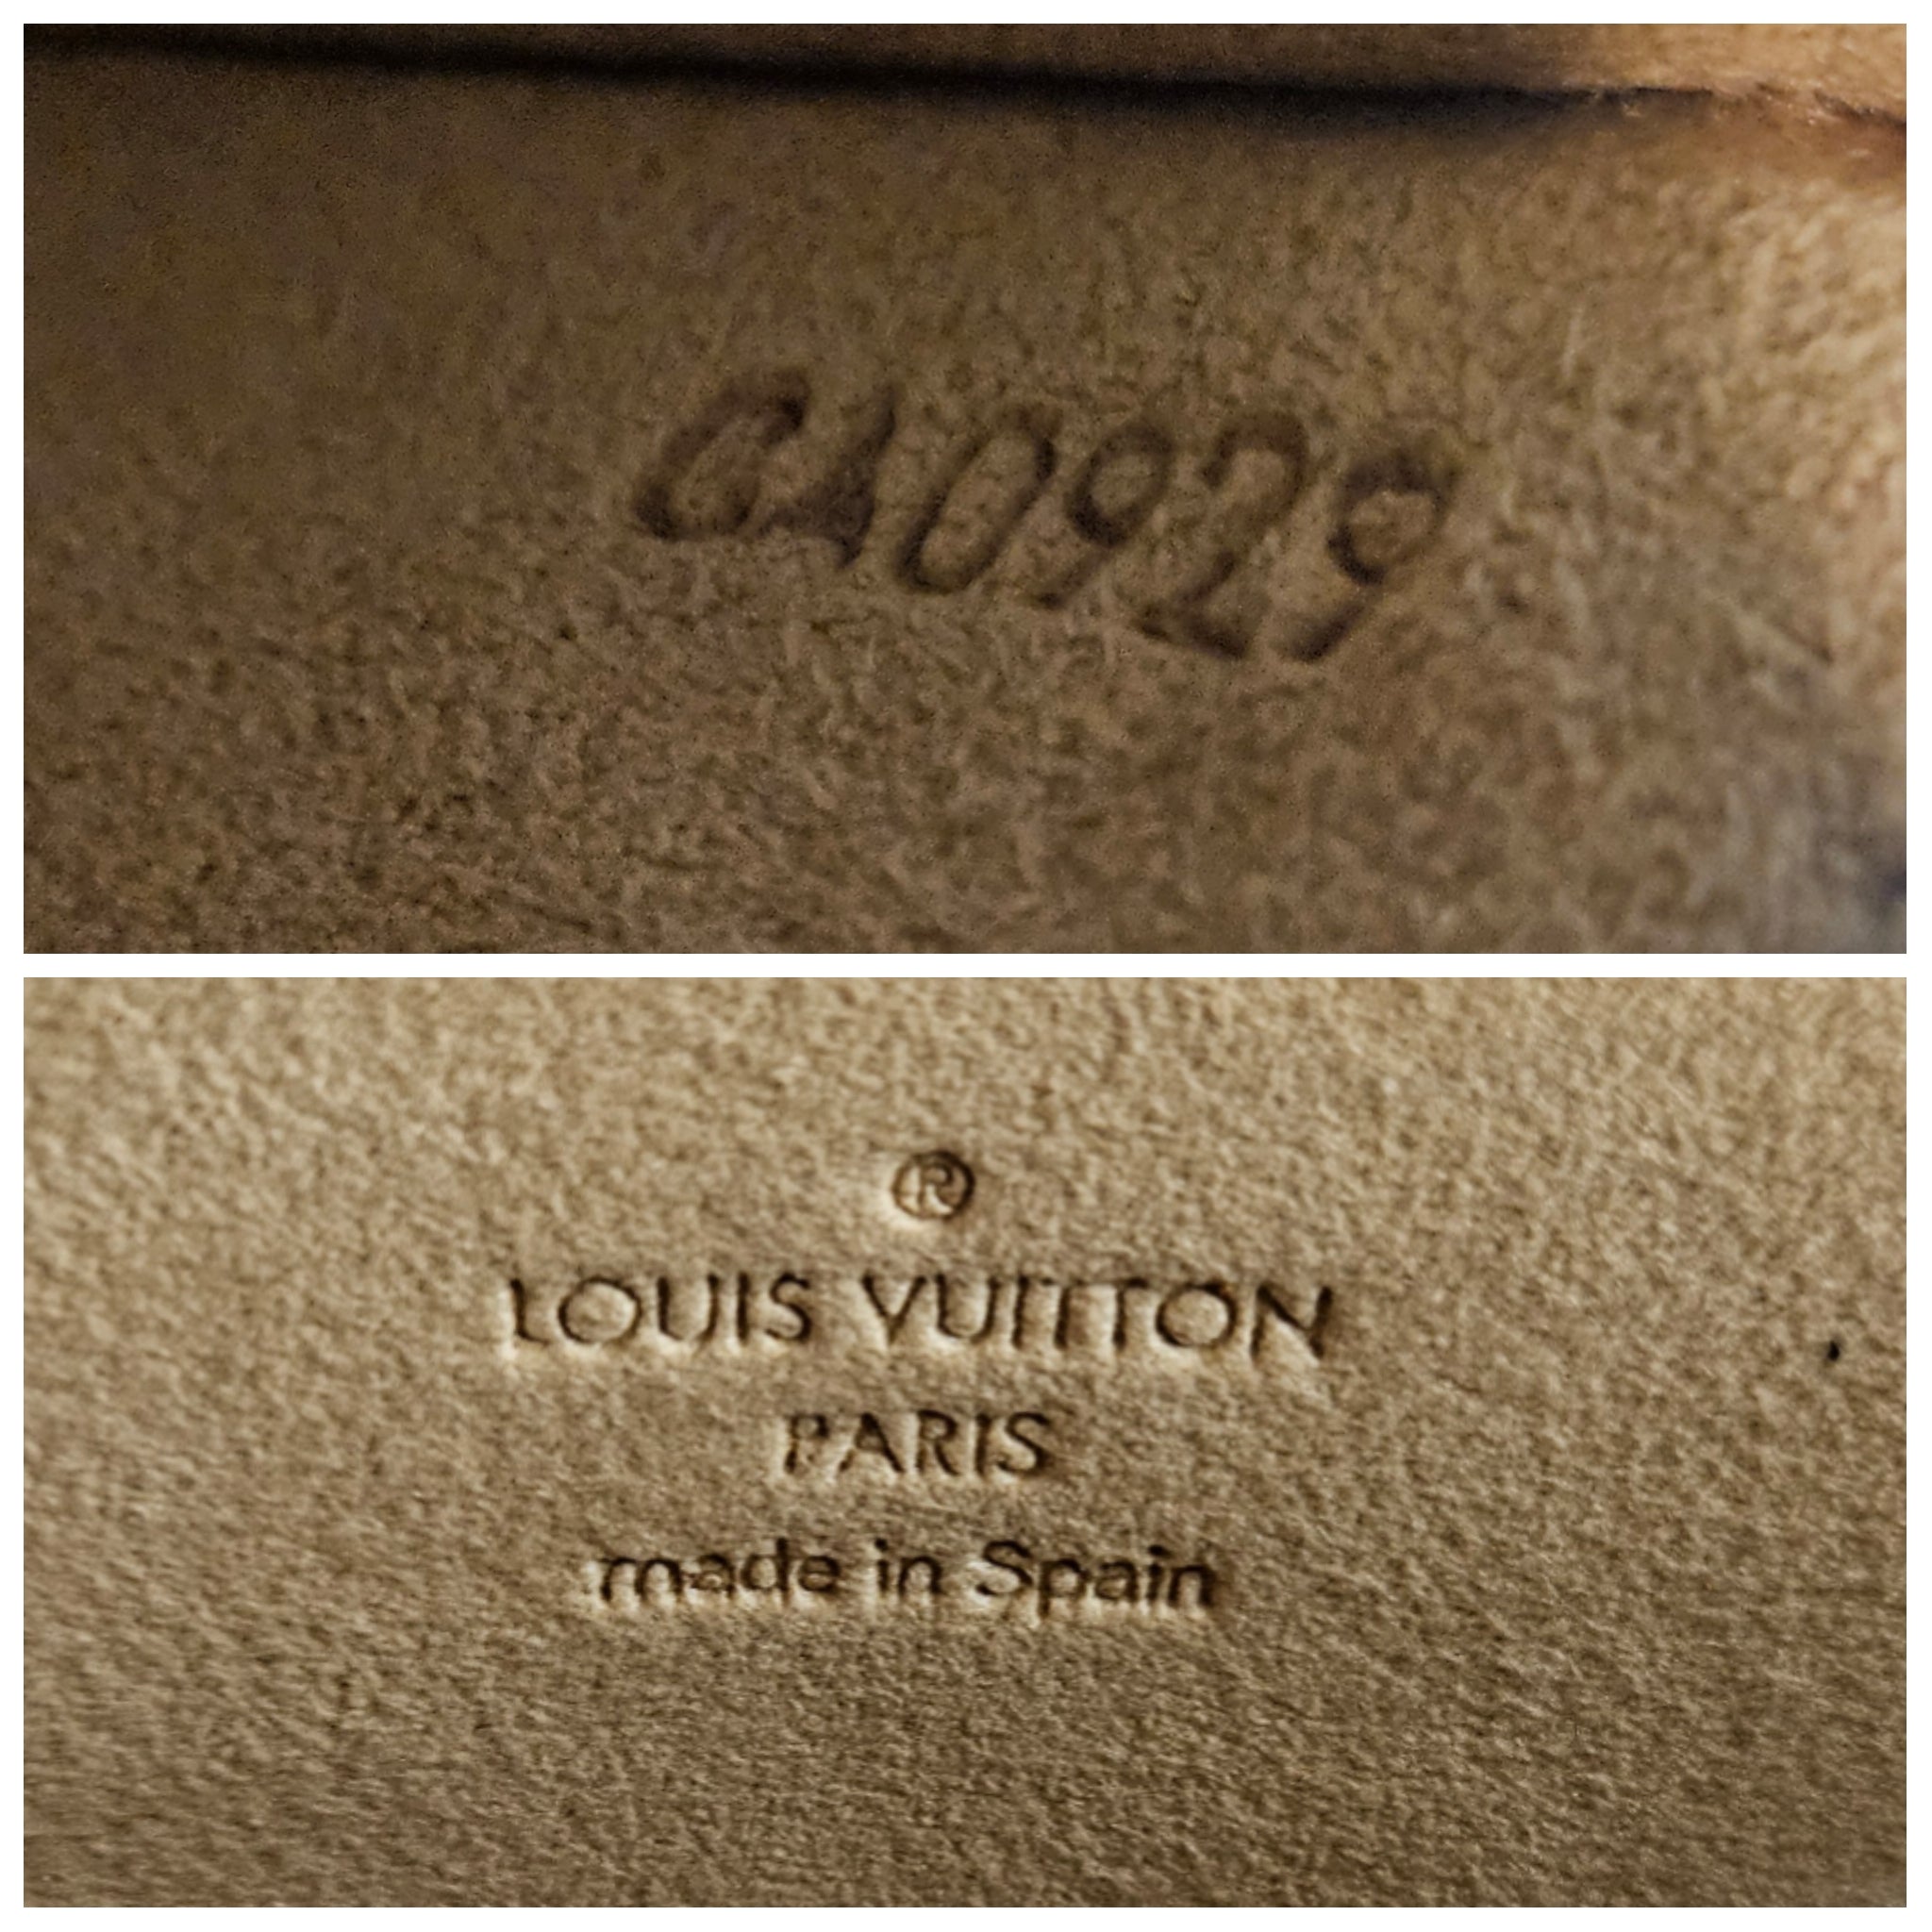 CA0929
®
LOUIS VUITTON
PARIS
made in Spain